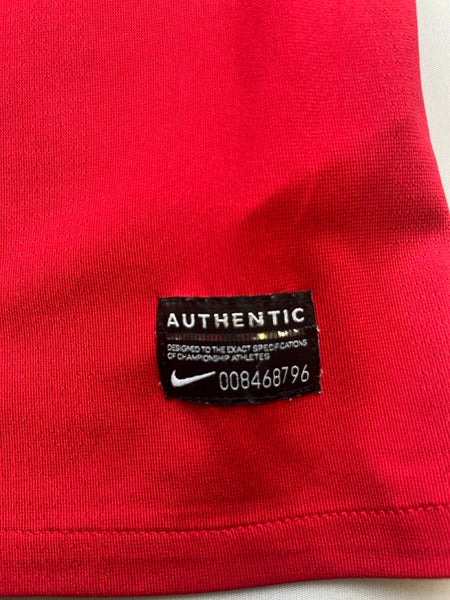 AUTHENTIC
DESIGNED TO THE EXACT SPECIFICATIONS
OF CHAMPIONSHIP ATHLETES
008468796